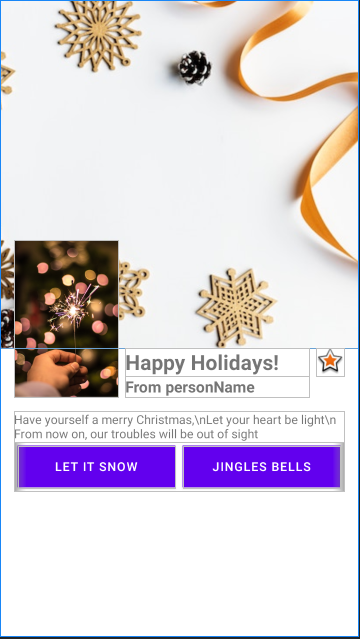 Happy Holidays!
From personName
Have yourself a merry Christmas,\nLet your heart be light\n
From now on, our troubles will be out of sight
LET IT SNOW
JINGLES BELLS